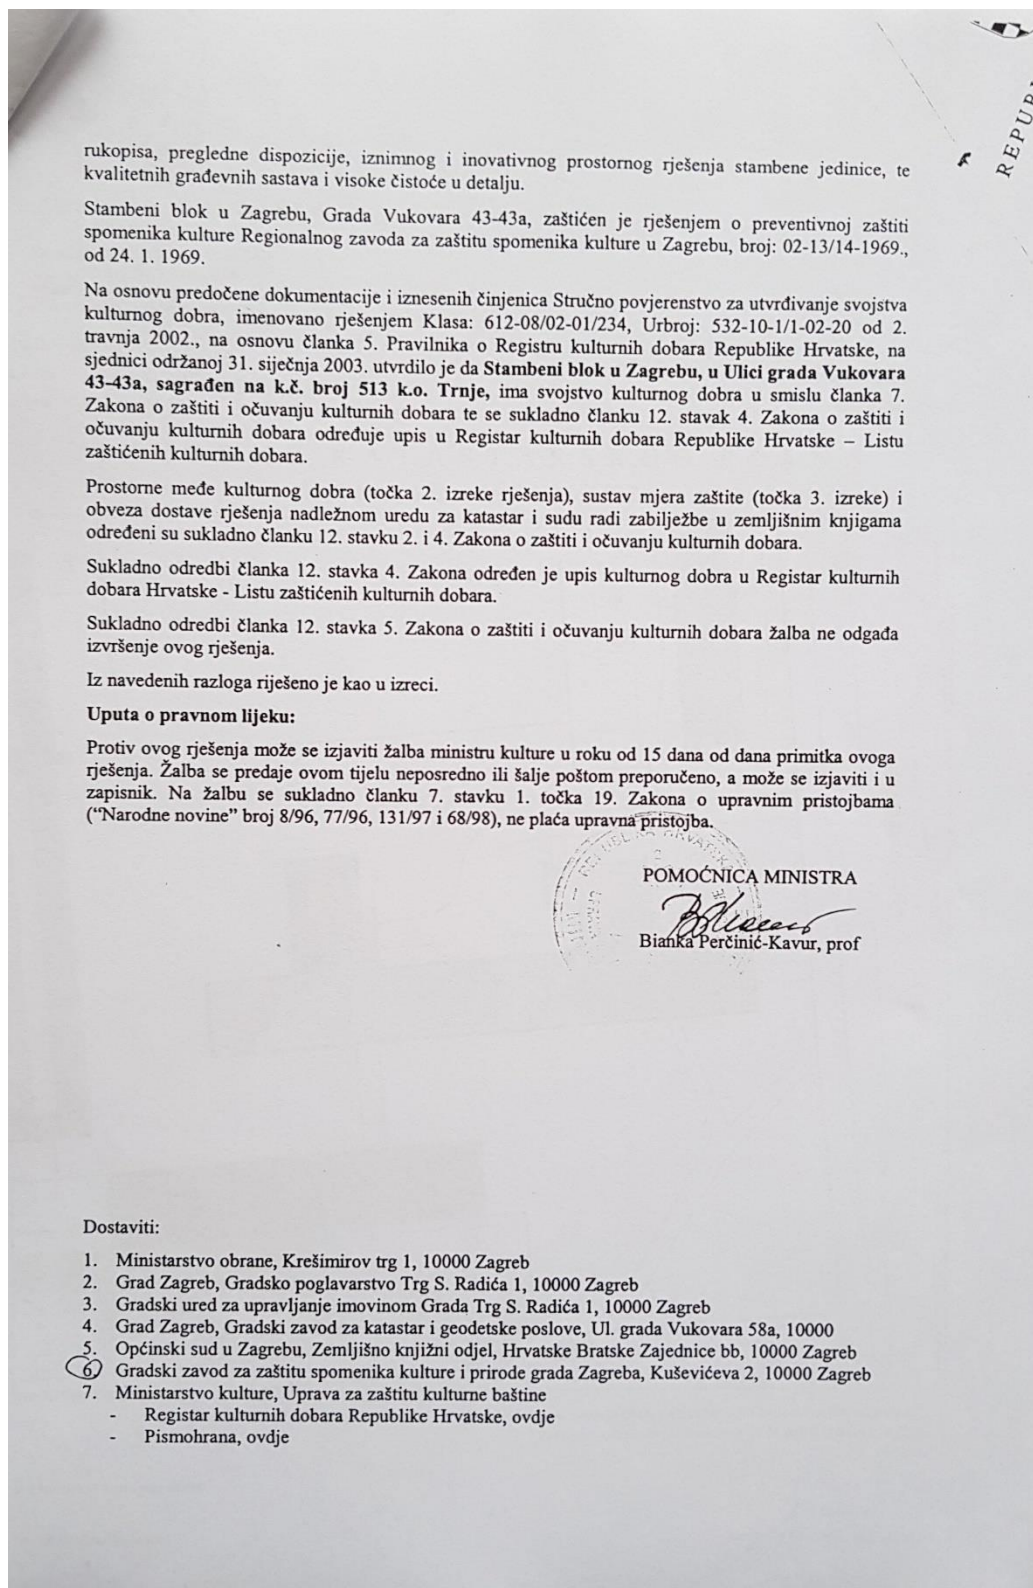 REPUBL
rukopisa, pregledne dispozicije, iznimnog i inovativnog prostornog rješenja stambene jedinice, te
kvalitetnih građevnih sastava i visoke čistoće u detalju.
Stambeni blok u Zagrebu, Grada Vukovara 43-43a, zaštićen je rješenjem o preventivnoj zaštiti
spomenika kulture Regionalnog zavoda za zaštitu spomenika kulture u Zagrebu, broj: 02-13/14-1969.,
od 24. 1. 1969.
Na osnovu predočene dokumentacije i iznesenih činjenica Stručno povjerenstvo za utvrđivanje svojstva
kulturnog dobra, imenovano rješenjem Klasa: 612-08/02-01/234, Urbroj: 532-10-1/1-02-20 od 2.
travnja 2002., na osnovu članka 5. Pravilnika o Registru kulturnih dobara Republike Hrvatske, na
sjednici održanoj 31. siječnja 2003. utvrdilo je da Stambeni blok u Zagrebu, u Ulici grada Vukovara
43-43a, sagrađen na k.č. broj 513 k.o. Trnje, ima svojstvo kulturnog dobra u smislu članka 7.
Zakona o zaštiti i očuvanju kulturnih dobara te se sukladno članku 12. stavak 4. Zakona o zaštiti i
očuvanju kulturnih dobara određuje upis u Registar kulturnih dobara Republike Hrvatske – Listu
zaštićenih kulturnih dobara.
Prostorne međe kulturnog dobra (točka 2. izreke rješenja), sustav mjera zaštite (točka 3. izreke) i
obveza dostave rješenja nadležnom uredu za katastar i sudu radi zabilježbe u zemljišnim knjigama
određeni su sukladno članku 12. stavku 2. i 4. Zakona o zaštiti i očuvanju kulturnih dobara.
Sukladno odredbi članka 12. stavka 4. Zakona određen je upis kulturnog dobra u Registar kulturnih
dobara Hrvatske - Listu zaštićenih kulturnih dobara.
Sukladno odredbi članka 12. stavka 5. Zakona o zaštiti i očuvanju kulturnih dobara žalba ne odgađa
izvršenje ovog rješenja.
Iz navedenih razloga riješeno je kao u izreci.
Uputa o pravnom lijeku:
Protiv ovog rješenja može se izjaviti žalba ministru kulture u roku od 15 dana od dana primitka ovoga
rješenja. Žalba se predaje ovom tijelu neposredno ili šalje poštom preporučeno, a može se izjaviti i u
zapisnik. Na žalbu se sukladno članku 7. stavku 1. točka 19. Zakona o upravnim pristojbama
(“Narodne novine” broj 8/96, 77/96, 131/97 i 68/98), ne plaća upravna pristojba.
POMOĆNICA MINISTRA
Bianka Perčinić-Kavur, prof
Dostaviti:
1. Ministarstvo obrane, Krešimirov trg 1, 10000 Zagreb
2. Grad Zagreb, Gradsko poglavarstvo Trg S. Radića 1, 10000 Zagreb
3. Gradski ured za upravljanje imovinom Grada Trg S. Radića 1, 10000 Zagreb
4. Grad Zagreb, Gradski zavod za katastar i geodetske poslove, Ul. grada Vukovara 58a, 10000
5. Općinski sud u Zagrebu, Zemljišno knjižni odjel, Hrvatske Bratske Zajednice bb, 10000 Zagreb
6. Gradski zavod za zaštitu spomenika kulture i prirode grada Zagreba, Kuševićeva 2, 10000 Zagreb
7. Ministarstvo kulture, Uprava za zaštitu kulturne baštine
- Registar kulturnih dobara Republike Hrvatske, ovdje
- Pismohrana, ovdje